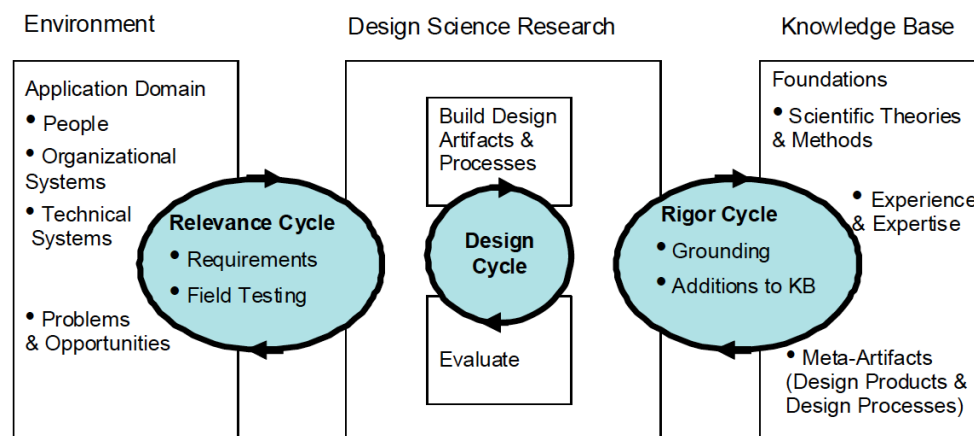 Environment
Design Science Research
Knowledge Base
Application Domain
• People
• Organizational
Systems
• Technical
Systems
• Problems
& Opportunities
Relevance Cycle
• Requirements
• Field Testing
Build Design
Artifacts &
Processes
Design
Cycle
Evaluate
Rigor Cycle
• Grounding
• Additions to KB
Foundations
• Scientific Theories
& Methods
• Experience
& Expertise
• Meta-Artifacts
(Design Products &
Design Processes)